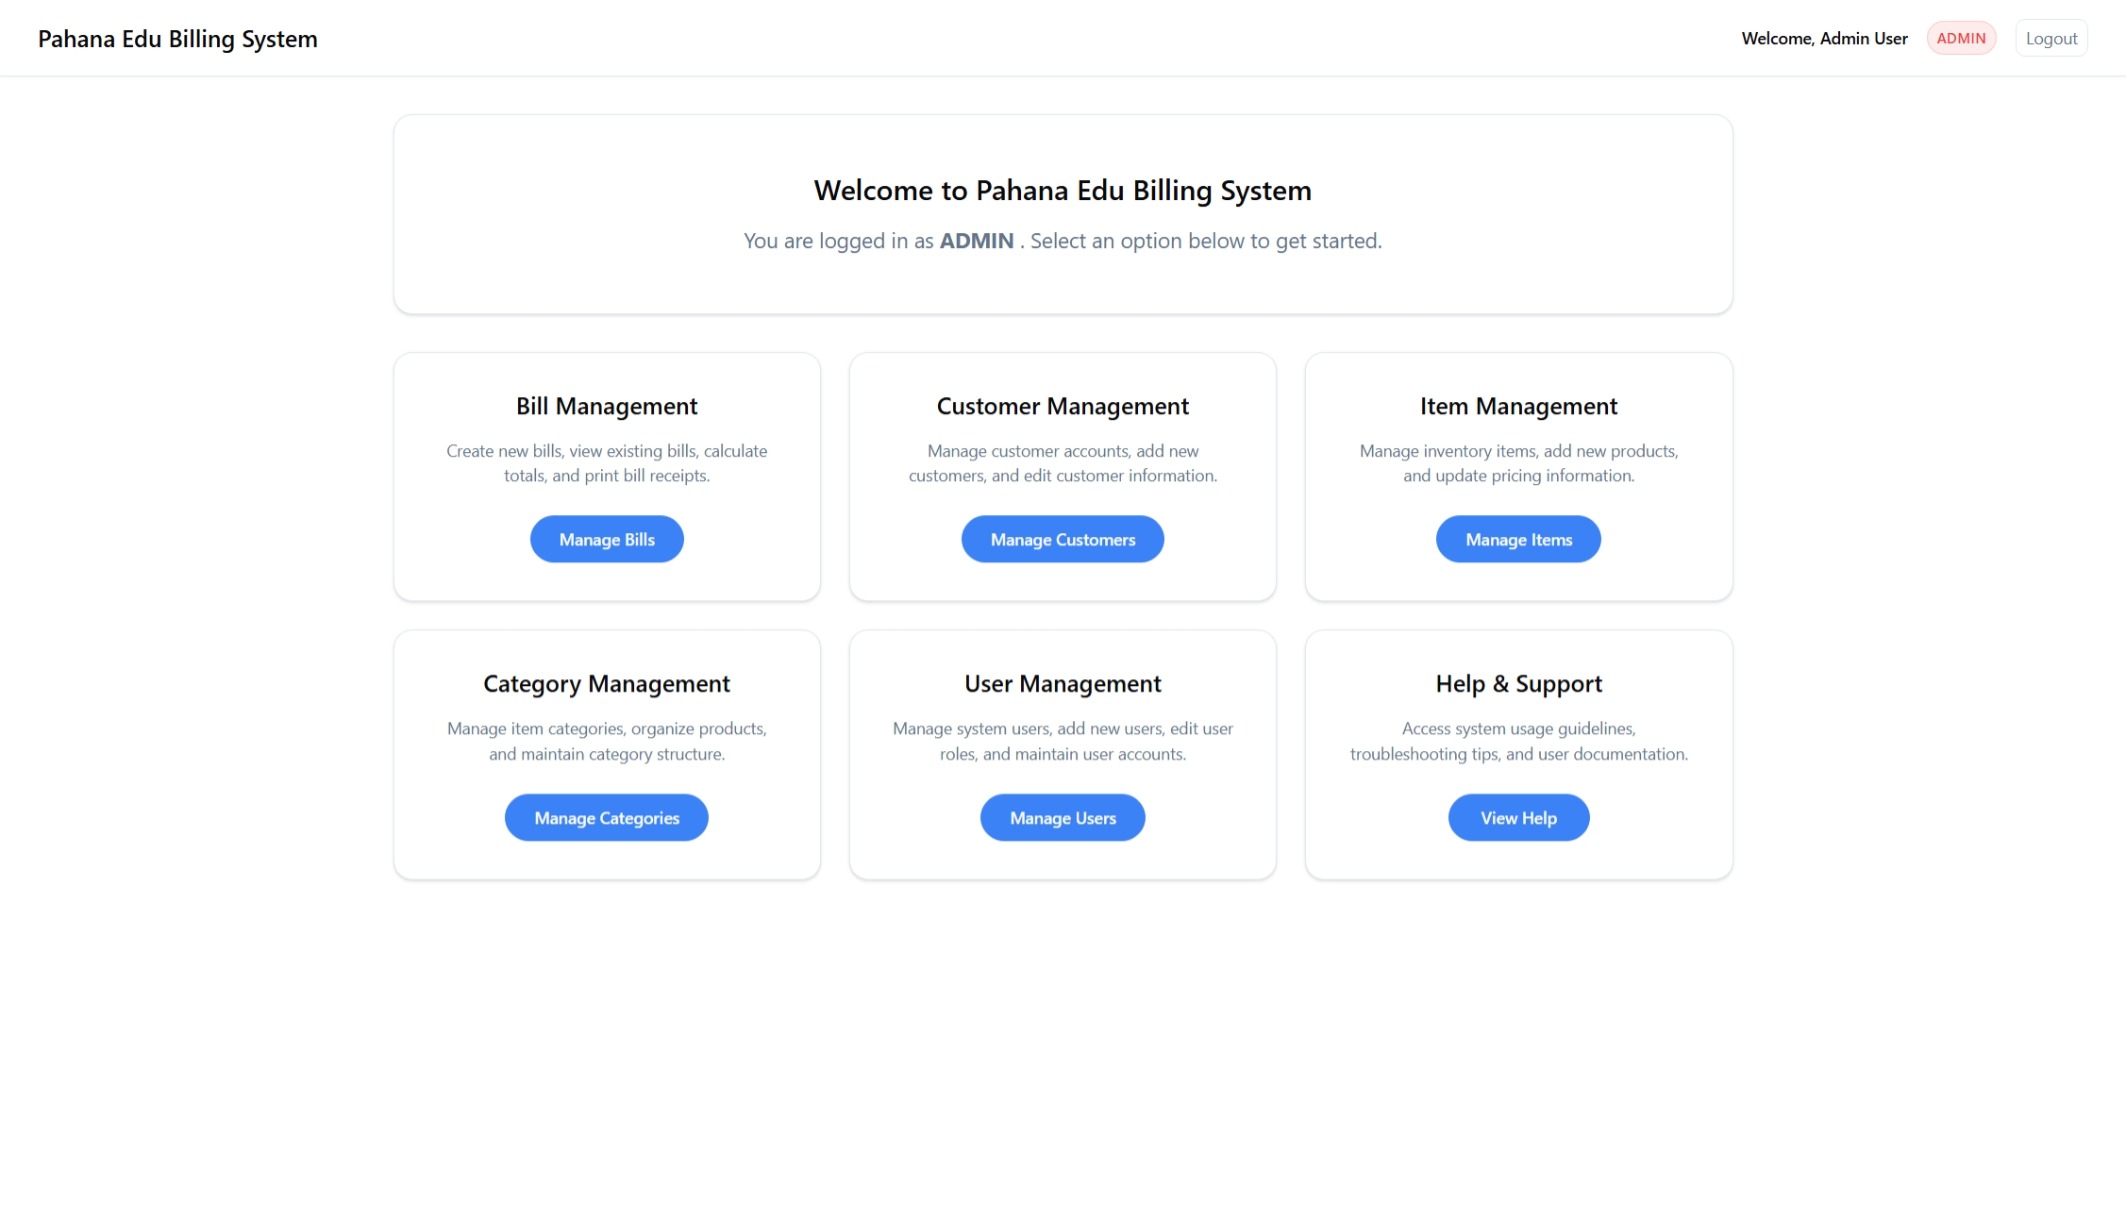 Pahana Edu Billing System
Welcome, Admin User
ADMIN
Logout
Welcome to Pahana Edu Billing System
You are logged in as ADMIN . Select an option below to get started.
Bill Management
Create new bills, view existing bills, calculate
totals, and print bill receipts.
Manage Bills
Customer Management
Manage customer accounts, add new
customers, and edit customer information.
Manage Customers
Item Management
Manage inventory items, add new products,
and update pricing information.
Manage Items
Category Management
Manage item categories, organize products,
and maintain category structure.
Manage Categories
User Management
Manage system users, add new users, edit user
roles, and maintain user accounts.
Manage Users
Help & Support
Access system usage guidelines,
troubleshooting tips, and user documentation.
View Help